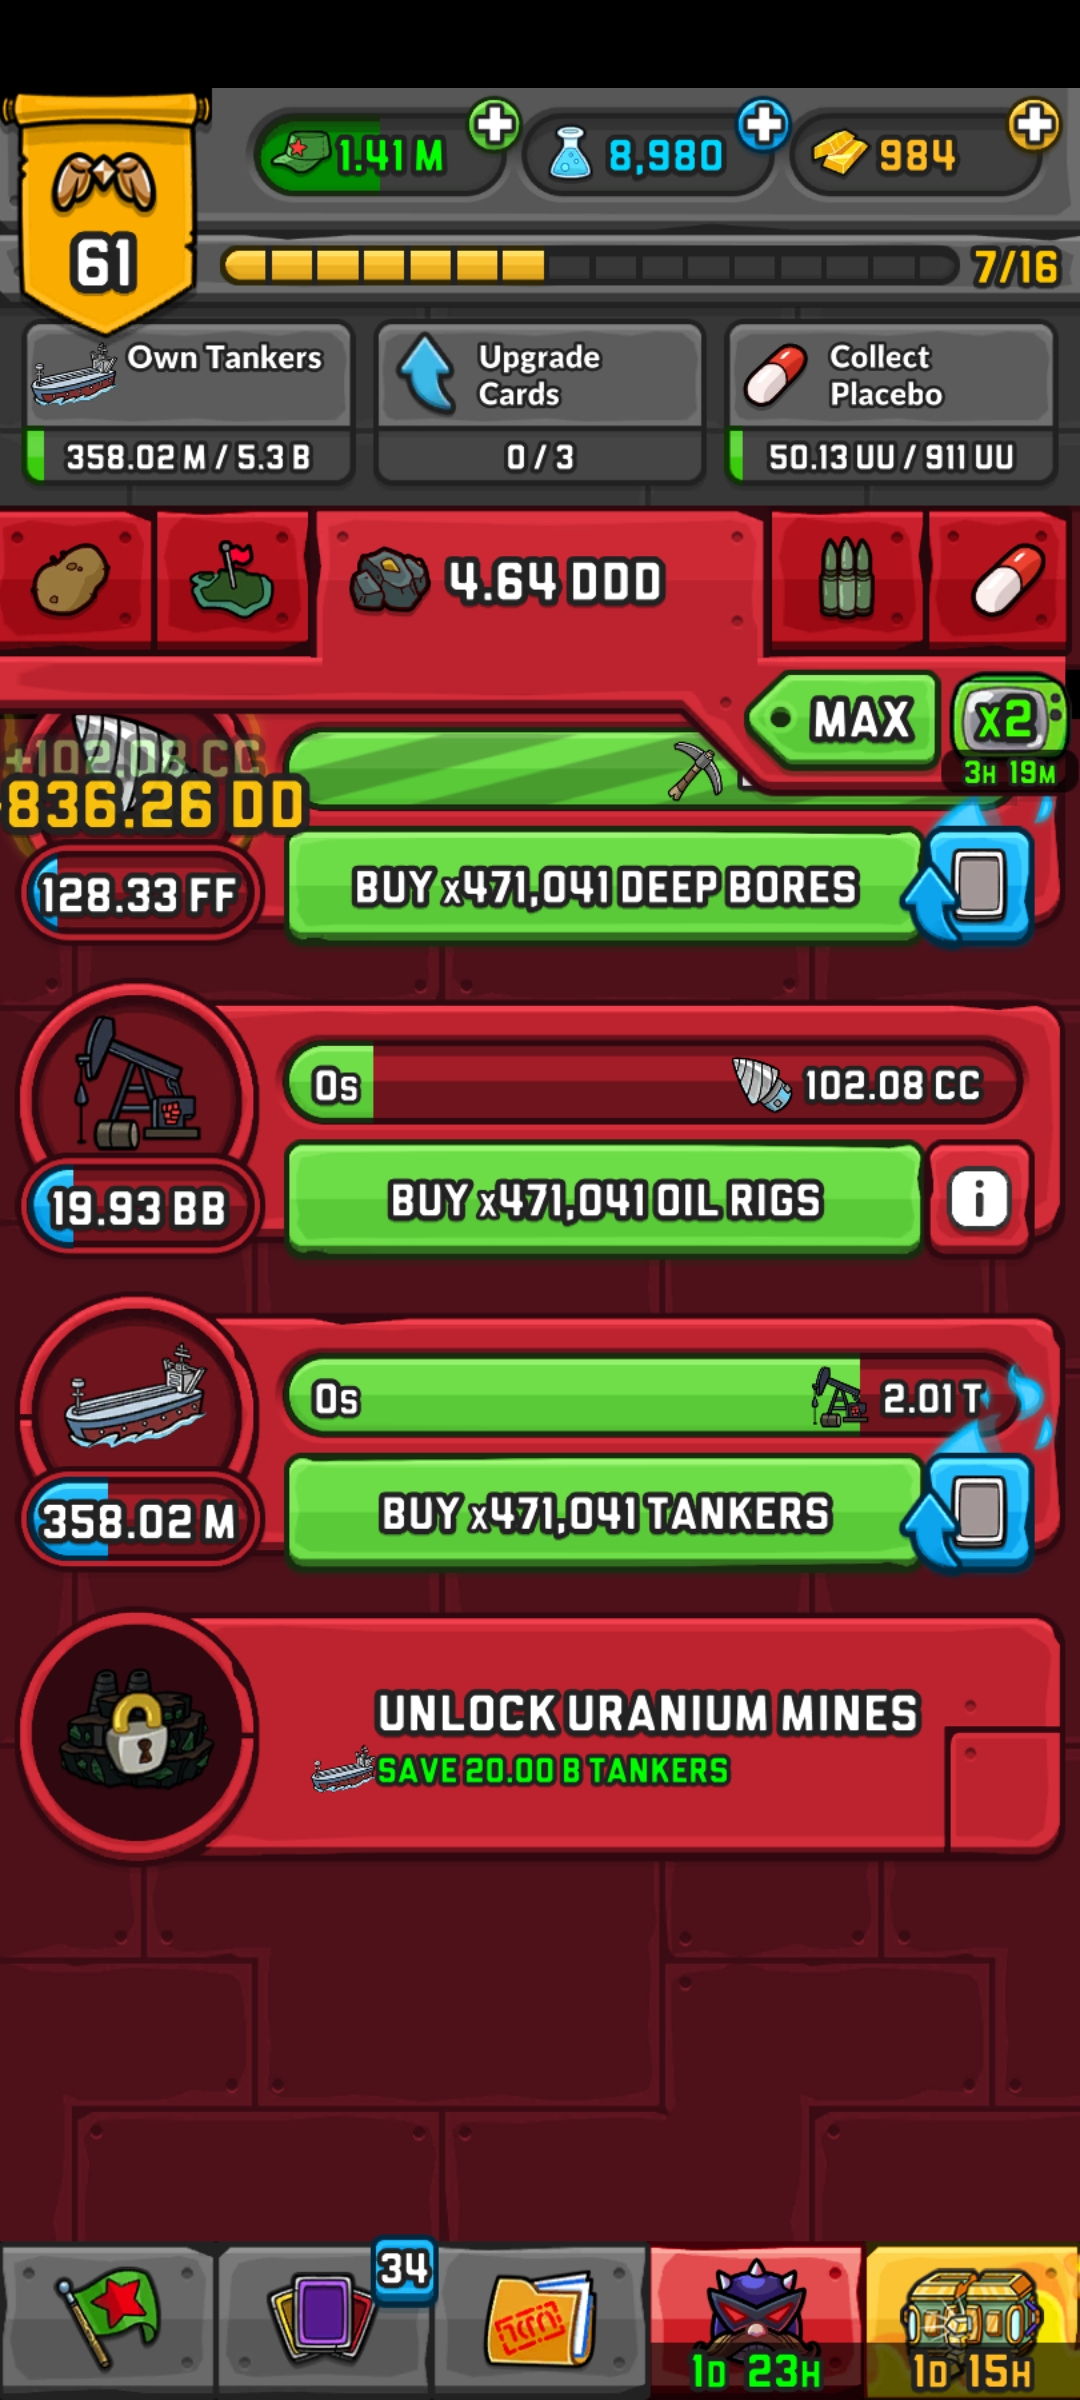 1.41 M
8,980
984
61
7/16
Own Tankers
358.02 M / 5.3 B
Upgrade
Cards
0 / 3
Collect
Placebo
50.13 UU / 911 UU
4.64 DDD
MAX
x2
3H 19M
+102.08 CC
836.26 DD
128.33 FF
BUY x471,041 DEEP BORES
0s
102.08 CC
19.93 BB
BUY x471,041 OIL RIGS
i
0s
2.01 T
358.02 M
BUY x471,041 TANKERS
UNLOCK URANIUM MINES
SAVE 20.00 B TANKERS
34
1D 23H
1D 15H